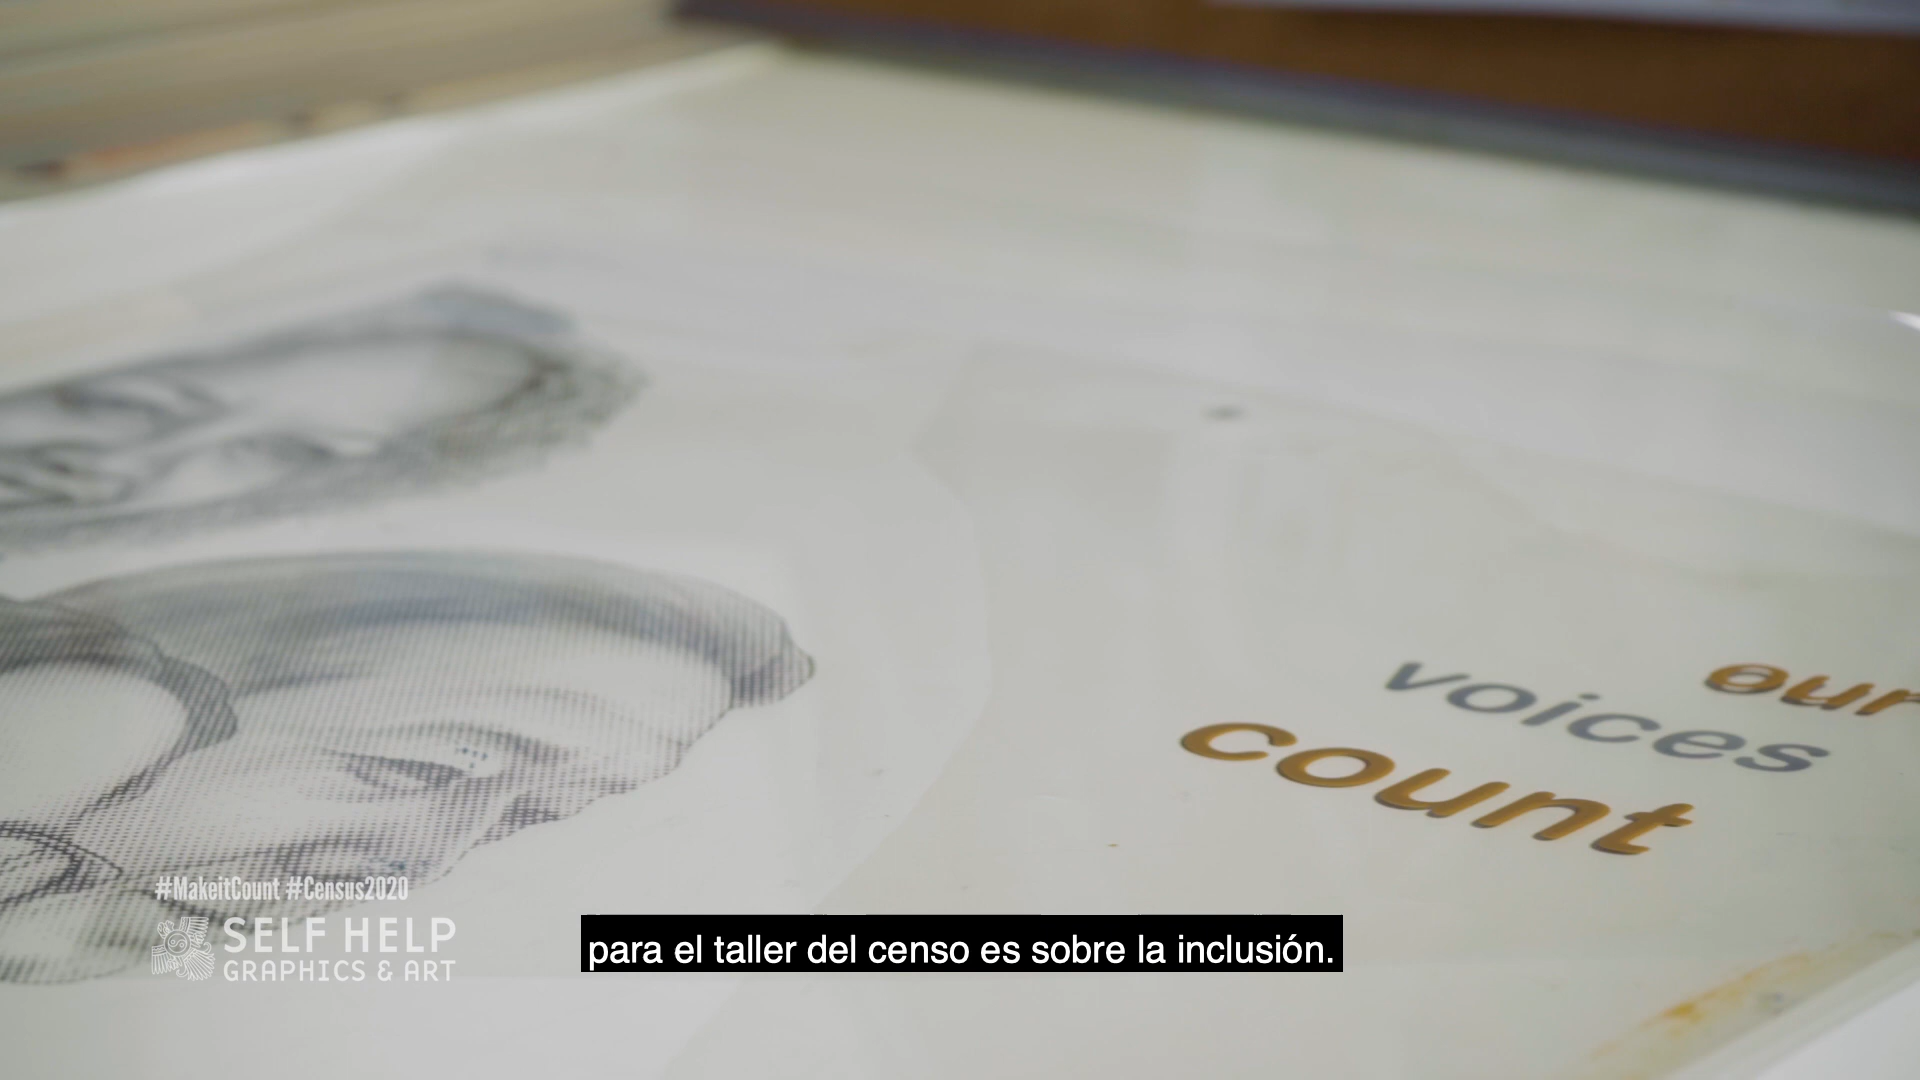 our
voices
count
#MakeitCount #Census2020
SELF HELP
GRAPHICS & ART
para el taller del censo es sobre la inclusión.